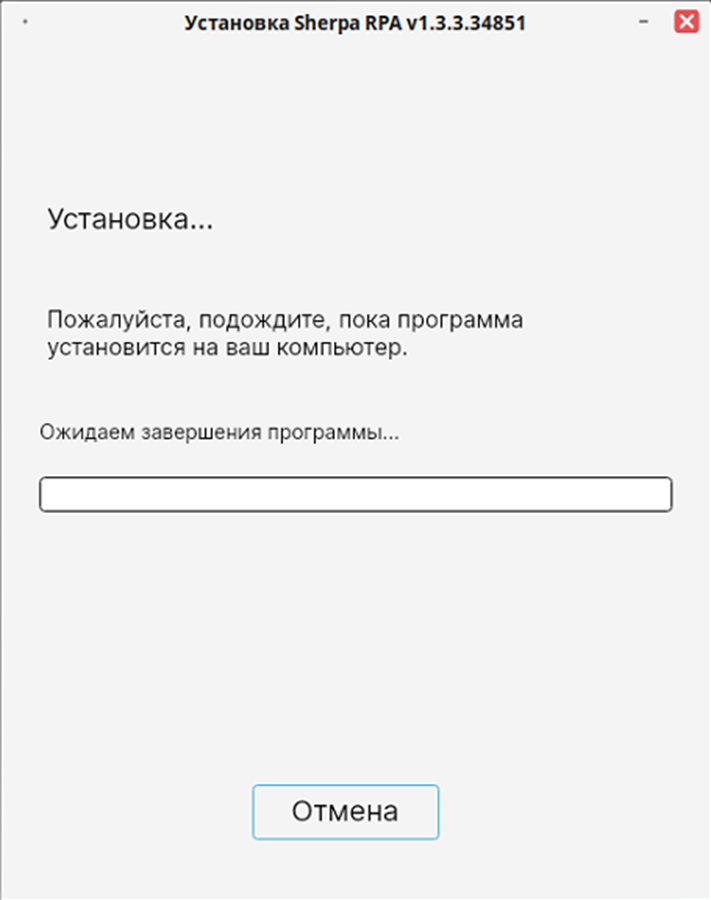 Установка Sherpa RPA v1.3.3.34851
Установка...
Пожалуйста, подождите, пока программа
установится на ваш компьютер.
Ожидаем завершения программы...
Отмена